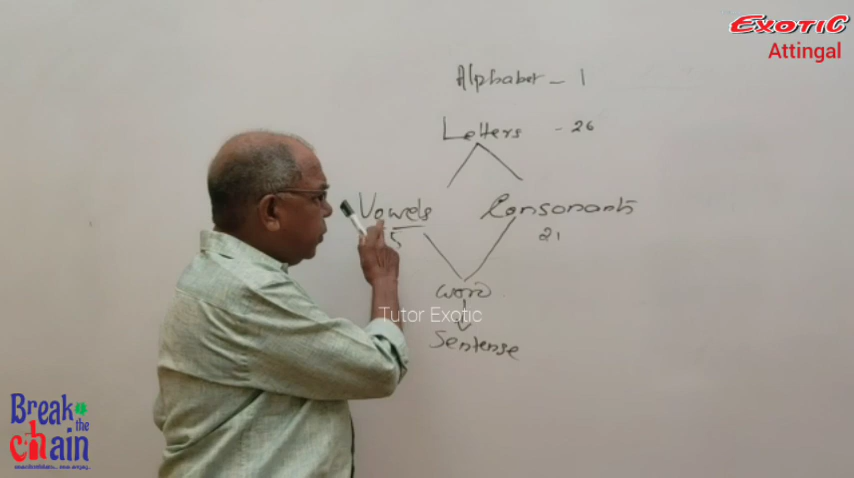 EXOTIC
Attingal
Alphabet - 1
Letters - 26
Vowels Consonants
5 21
word
Tutor Exotic
Sentense
Break
the
chain